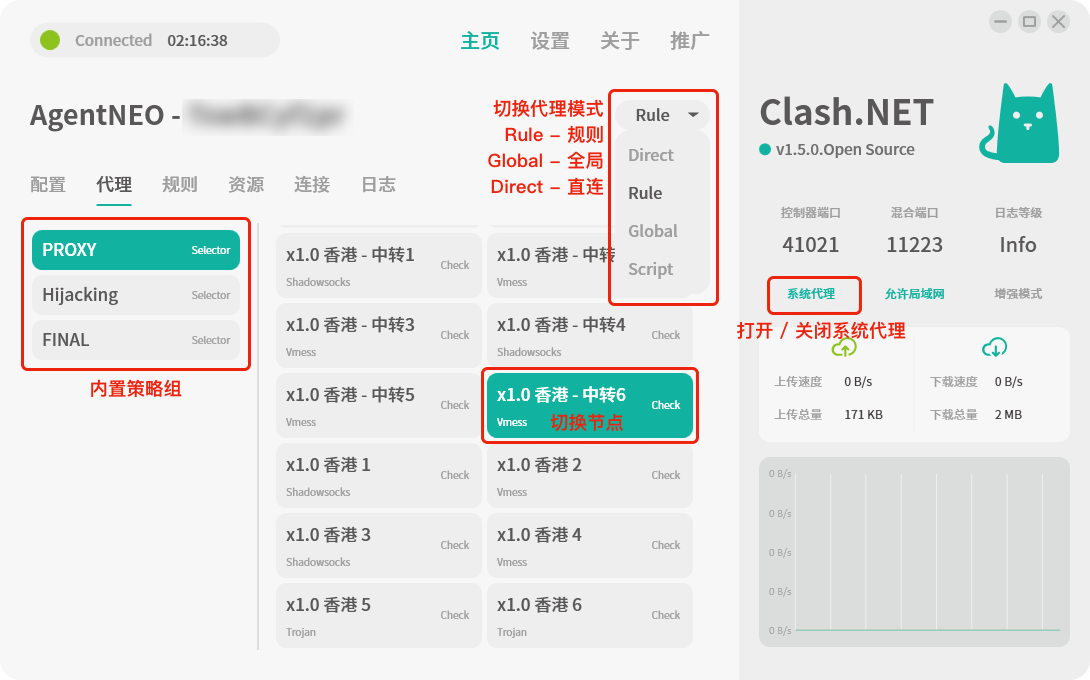 Connected 02:16:38
主页 设置 关于 推广
AgentNEO -
切换代理模式
Rule – 规则
Global – 全局
Direct – 直连
Rule
Direct
Rule
Global
Script
配置 代理 规则 资源 连接 日志
PROXY Selector
Hijacking Selector
FINAL Selector
内置策略组
x1.0 香港 - 中转1 Check
Shadowsocks
x1.0 香港 - 中转
Vmess
x1.0 香港 - 中转3 Check
Vmess
x1.0 香港 - 中转4 Check
Shadowsocks
x1.0 香港 - 中转5 Check
Vmess
x1.0 香港 - 中转6 Check
Vmess
切换节点
x1.0 香港 1 Check
Shadowsocks
x1.0 香港 2 Check
Vmess
x1.0 香港 3 Check
Shadowsocks
x1.0 香港 4 Check
Vmess
x1.0 香港 5 Check
Trojan
x1.0 香港 6 Check
Trojan
Clash.NET
v1.5.0.Open Source
控制器端口 混合端口 日志等级
41021 11223 Info
系统代理 允许局域网 增强模式
打开 / 关闭系统代理
上传速度 0 B/s 下载速度 0 B/s
上传总量 171 KB 下载总量 2 MB
0 B/s
0 B/s
0 B/s
0 B/s
0 B/s